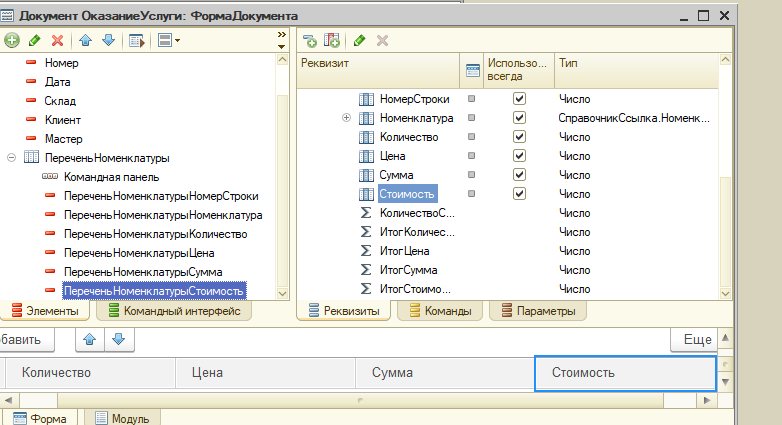 Документ ОказаниеУслуги: ФормаДокумента
Номер
Дата
Склад
Клиент
Мастер
ПереченьНоменклатуры
Командная панель
ПереченьНоменклатурыНомерСтроки
ПереченьНоменклатурыНоменклатура
ПереченьНоменклатурыКоличество
ПереченьНоменклатурыЦена
ПереченьНоменклатурыСумма
ПереченьНоменклатурыСтоимость
Элементы Командный интерфейс
Реквизит Использо... всегда Тип
НомерСтроки Число
Номенклатура СправочникСсылка.Номенк...
Количество Число
Цена Число
Сумма Число
Стоимость Число
КоличествоС... Число
ИтогКоличес... Число
ИтогЦена Число
ИтогСумма Число
ИтогСтоимо... Число
Реквизиты Команды Параметры
обавить Еще
Количество Цена Сумма Стоимость
Форма Модуль